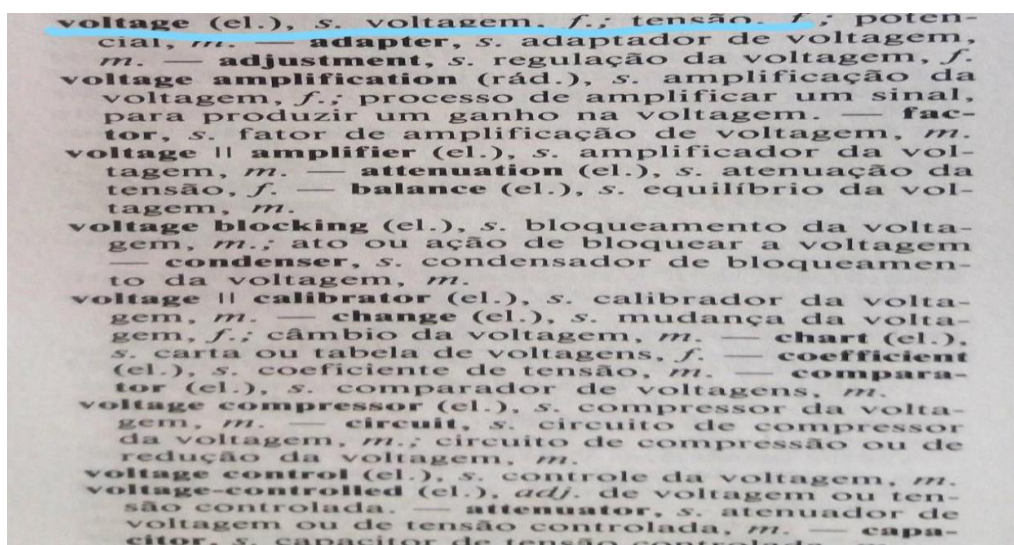 voltage (el.), s. voltagem, f.; tensão, f.; poten-
cial, m. — adapter, s. adaptador de voltagem,
m. — adjustment, s. regulação da voltagem, f.
voltage amplification (rád.), s. amplificação da
voltagem, f.; processo de amplificar um sinal,
para produzir um ganho na voltagem. — fac-
tor, s. fator de amplificação de voltagem, m.
voltage || amplifier (el.), s. amplificador da vol-
tagem, m. — attenuation (el.), s. atenuação da
tensão, f. — balance (el.), s. equilíbrio da vol-
tagem, m.
voltage blocking (el.), s. bloqueamento da volta-
gem, m.; ato ou ação de bloquear a voltagem
— condenser, s. condensador de bloqueamen-
to da voltagem, m.
voltage || calibrator (el.), s. calibrador da volta-
gem, m. — change (el.), s. mudança da volta-
gem, f.; câmbio da voltagem, m. — chart (el.),
s. carta ou tabela de voltagens, f. — coefficient
(el.), s. coeficiente de tensão, m. — compara-
tor (el.), s. comparador de voltagens, m.
voltage compressor (el.), s. compressor da volta-
gem, m. — circuit, s. circuito de compressor
da voltagem, m.; circuito de compressão ou de
redução da voltagem, m.
voltage control (el.), s. controle da voltagem, m.
voltage-controlled (el.), adj. de voltagem ou ten-
são controlada. — attenuator, s. atenuador de
voltagem ou de tensão controlada, m. — capa-
citor, s. capacitor de tensão controlada, m.